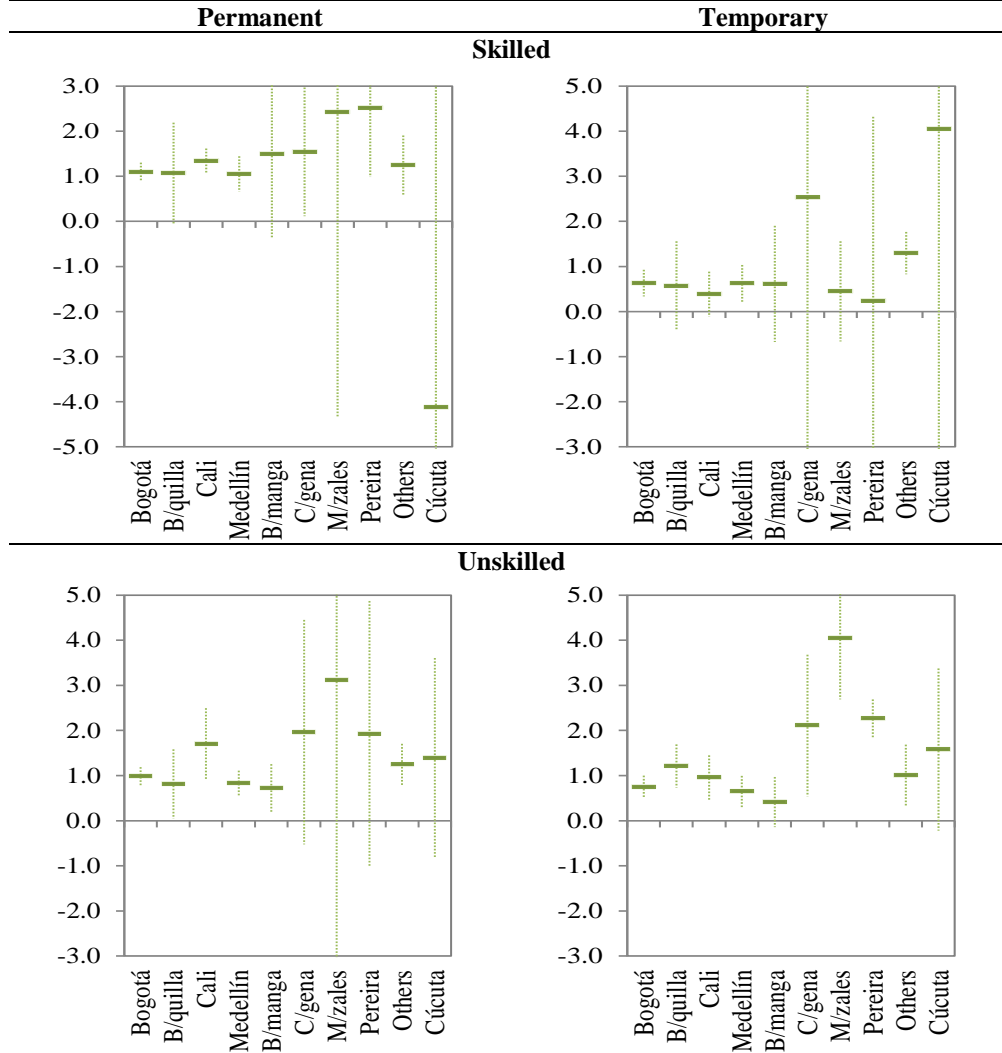 Permanent Temporary
Skilled
3.0
2.0
1.0
0.0
-1.0
-2.0
-3.0
-4.0
-5.0
Bogotá
B/quilla
Cali
Medellín
B/manga
C/gena
M/zales
Pereira
Others
Cúcuta
5.0
4.0
3.0
2.0
1.0
0.0
-1.0
-2.0
-3.0
Bogotá
B/quilla
Cali
Medellín
B/manga
C/gena
M/zales
Pereira
Others
Cúcuta
Unskilled
5.0
4.0
3.0
2.0
1.0
0.0
-1.0
-2.0
-3.0
Bogotá
B/quilla
Cali
Medellín
B/manga
C/gena
M/zales
Pereira
Others
Cúcuta
5.0
4.0
3.0
2.0
1.0
0.0
-1.0
-2.0
-3.0
Bogotá
B/quilla
Cali
Medellín
B/manga
C/gena
M/zales
Pereira
Others
Cúcuta